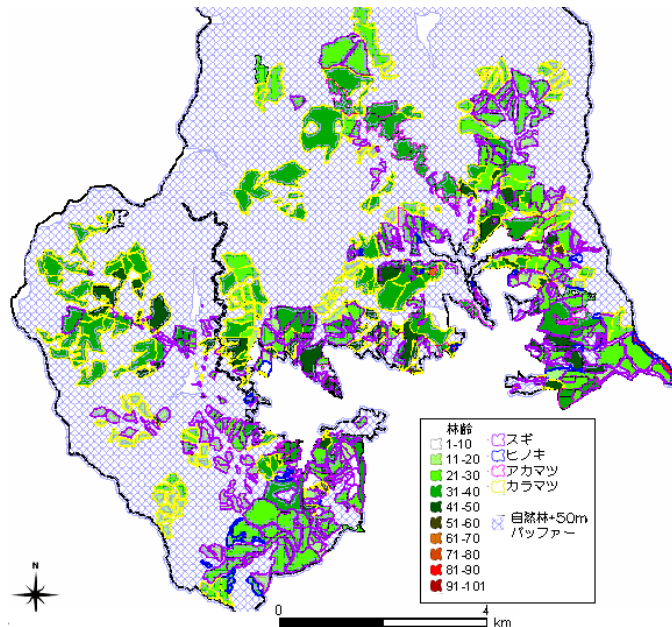 林齢
1-10
11-20
21-30
31-40
41-50
51-60
61-70
71-80
81-90
91-101
スギ
ヒノキ
アカマツ
カラマツ
自然林+50m
バッファー
N
0 4
km